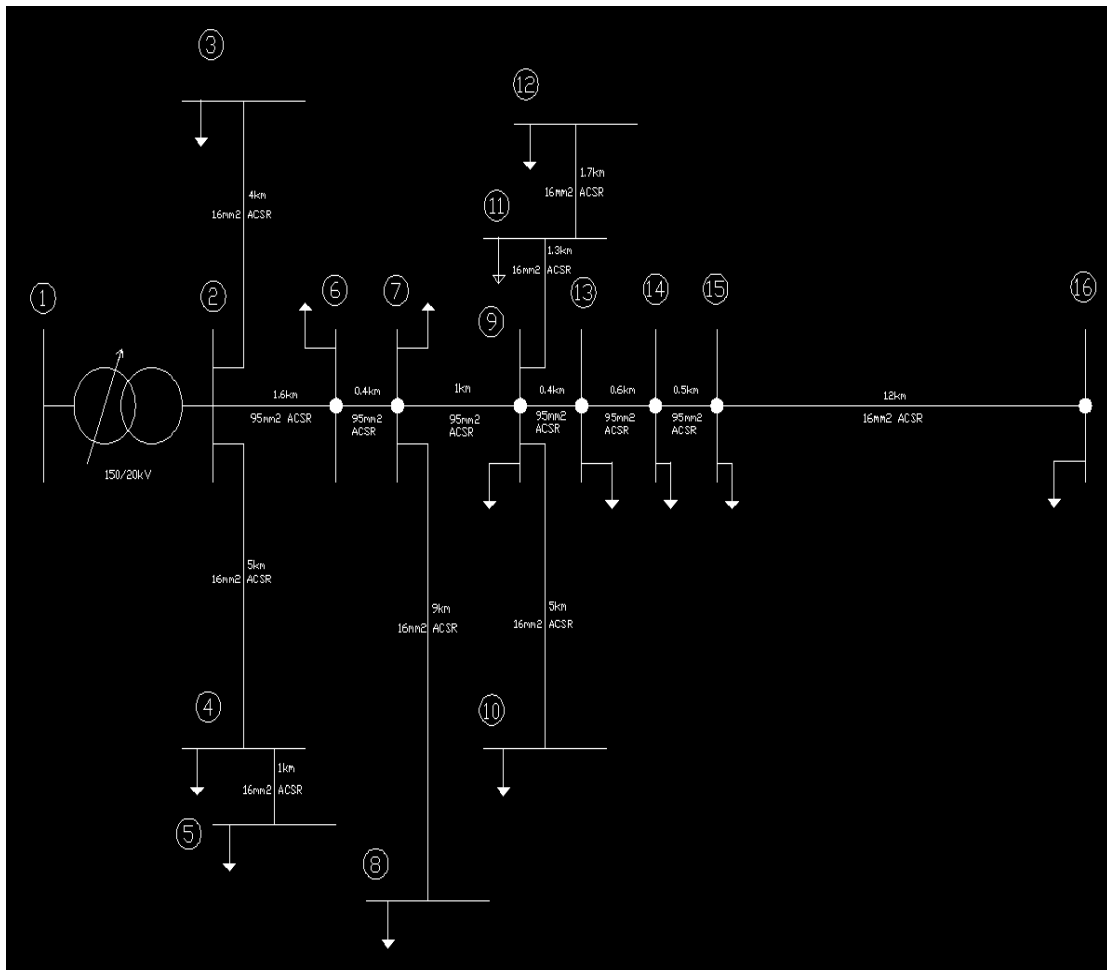 3
12
4km
16mm2 ACSR
1.7km
16mm2 ACSR
11
1.3km
16mm2 ACSR
1
2
6
7
9
13
14
15
16
1.6km
95mm2 ACSR
0.4km
95mm2
ACSR
1km
95mm2
ACSR
0.4km
95mm2
ACSR
0.6km
95mm2
ACSR
0.5km
95mm2
ACSR
12km
16mm2 ACSR
150/20kV
5km
16mm2 ACSR
9km
16mm2 ACSR
5km
16mm2 ACSR
4
10
1km
16mm2 ACSR
5
8